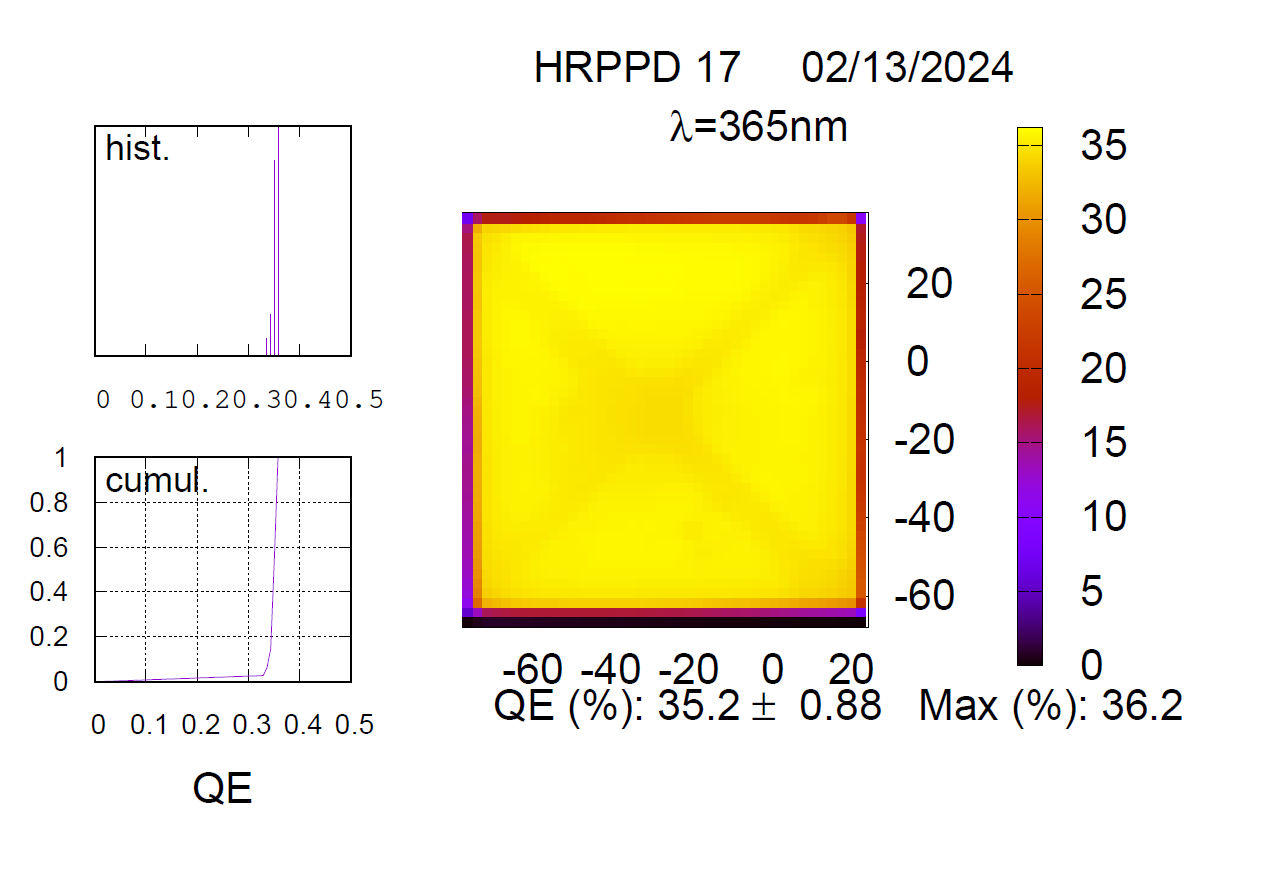 HRPPD 17 02/13/2024
λ=365nm
hist.
0 0.10.20.30.40.5
cumul.
1
0.8
0.6
0.4
0.2
0
0 0.1 0.2 0.3 0.4 0.5
QE
20
0
-20
-40
-60
-60 -40 -20 0 20
35
30
25
20
15
10
5
0
QE (%): 35.2 ± 0.88 Max (%): 36.2